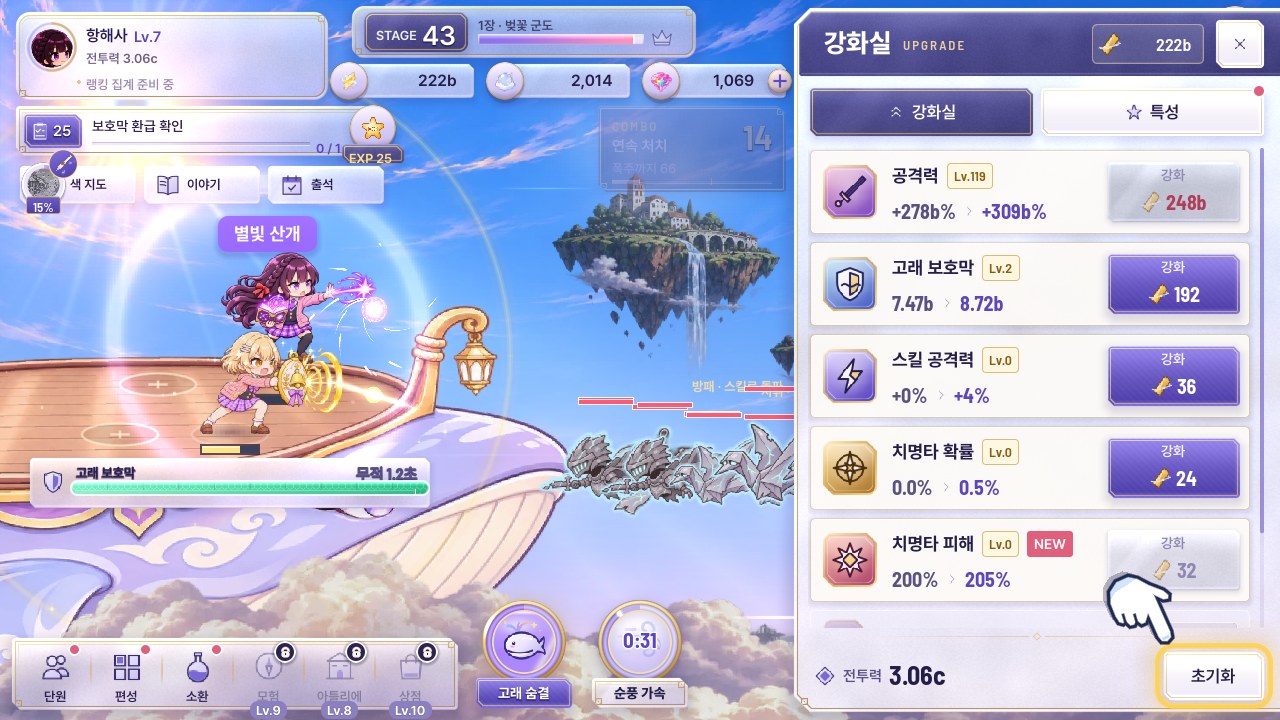 항해사 Lv.7
전투력 3.06c
랭킹 집계 준비 중
STAGE 43
1장 · 벚꽃 군도
222b
2,014
1,069
25
보호막 환급 확인
0 / 1
EXP 25
색 지도
15%
이야기
출석
COMBO
연속 처치
14
별빛 산개
고래 보호막
무적 1.2초
단원
편성
소환
모험
Lv.9
아틀리에
Lv.8
상점
Lv.10
고래 숨결
0:31
순풍 가속
강화실 UPGRADE
222b
강화실
특성
공격력 Lv.119
+278b% +309b%
강화
248b
고래 보호막 Lv.2
7.47b 8.72b
강화
192
스킬 공격력 Lv.0
+0% +4%
강화
36
치명타 확률 Lv.0
0.0% 0.5%
강화
24
치명타 피해 Lv.0 NEW
200% 205%
강화
32
전투력 3.06c
초기화